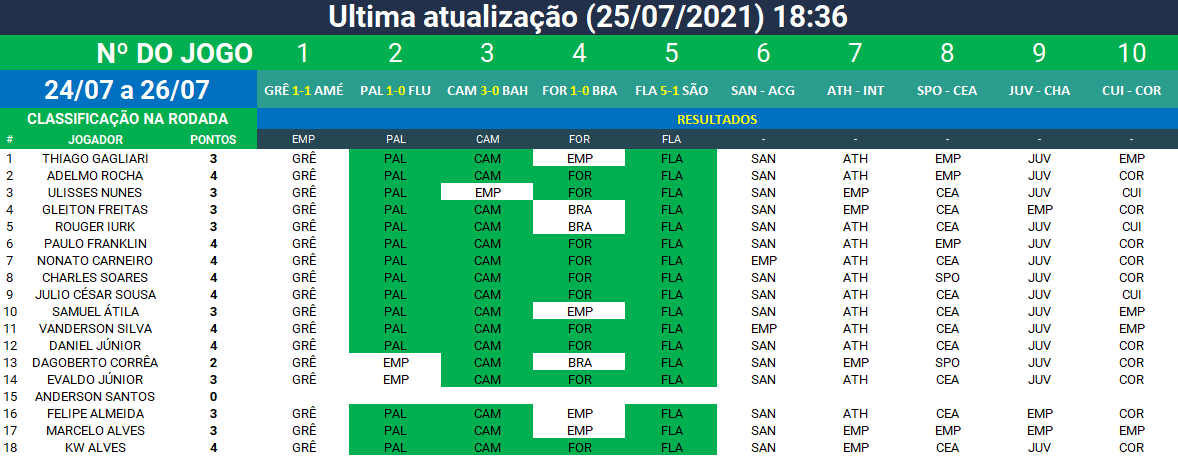 Ultima atualização (25/07/2021) 18:36
Nº DO JOGO 1 2 3 4 5 6 7 8 9 10
24/07 a 26/07 GRÊ 1-1 AMÉ PAL 1-0 FLU CAM 3-0 BAH FOR 1-0 BRA FLA 5-1 SÃO SAN - ACG ATH - INT SPO - CEA JUV - CHA CUI - COR
CLASSIFICAÇÃO NA RODADA RESULTADOS
# JOGADOR PONTOS EMP PAL CAM FOR FLA - - - - -
1 THIAGO GAGLIARI 3 GRÊ PAL CAM EMP FLA SAN ATH EMP JUV EMP
2 ADELMO ROCHA 4 GRÊ PAL CAM FOR FLA SAN ATH EMP JUV COR
3 ULISSES NUNES 3 GRÊ PAL EMP FOR FLA SAN EMP CEA JUV CUI
4 GLEITON FREITAS 3 GRÊ PAL CAM BRA FLA SAN EMP CEA EMP COR
5 ROUGER IURK 3 GRÊ PAL CAM BRA FLA SAN ATH CEA JUV CUI
6 PAULO FRANKLIN 4 GRÊ PAL CAM FOR FLA SAN ATH EMP JUV COR
7 NONATO CARNEIRO 4 GRÊ PAL CAM FOR FLA EMP ATH CEA JUV COR
8 CHARLES SOARES 4 GRÊ PAL CAM FOR FLA SAN ATH SPO JUV COR
9 JULIO CÉSAR SOUSA 4 GRÊ PAL CAM FOR FLA SAN ATH CEA JUV CUI
10 SAMUEL ÁTILA 3 GRÊ PAL CAM EMP FLA SAN ATH CEA JUV EMP
11 VANDERSON SILVA 4 GRÊ PAL CAM FOR FLA EMP ATH CEA JUV EMP
12 DANIEL JÚNIOR 4 GRÊ PAL CAM FOR FLA SAN ATH CEA JUV COR
13 DAGOBERTO CORRÊA 2 GRÊ EMP CAM BRA FLA SAN EMP SPO JUV COR
14 EVALDO JÚNIOR 3 GRÊ EMP CAM FOR FLA SAN ATH CEA JUV COR
15 ANDERSON SANTOS 0
16 FELIPE ALMEIDA 3 GRÊ PAL CAM EMP FLA SAN ATH CEA EMP COR
17 MARCELO ALVES 3 GRÊ PAL CAM EMP FLA SAN EMP EMP EMP EMP
18 KW ALVES 4 GRÊ PAL CAM FOR FLA SAN EMP CEA JUV COR